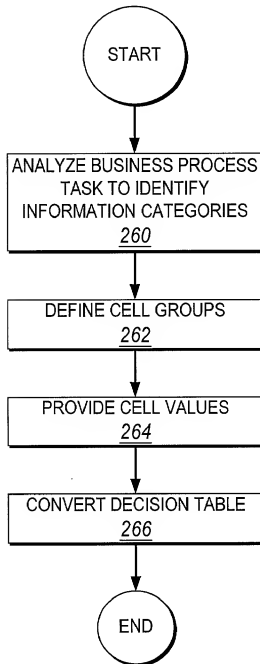 START
ANALYZE BUSINESS PROCESS
TASK TO IDENTIFY
INFORMATION CATEGORIES
260
DEFINE CELL GROUPS
262
PROVIDE CELL VALUES
264
CONVERT DECISION TABLE
266
END